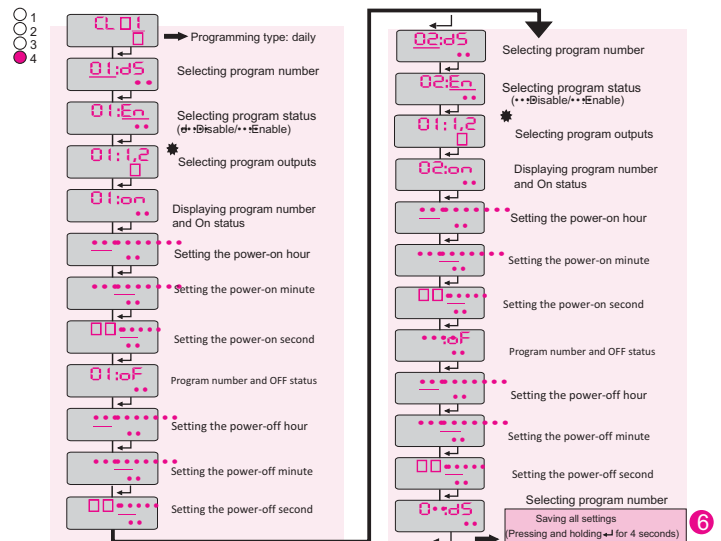 1
2
3
4
CL 01
Programming type: daily
01:dS
Selecting program number
01:En
Selecting program status
isable/ nable)
01:1,2
Selecting program outputs
01:on
Displaying program number
and On status
Setting the power-on hour
Setting the power-on minute
Setting the power-on second
01:oF
Program number and OFF status
Setting the power-off hour
Setting the power-off minute
Setting the power-off second
02:dS
Selecting program number
02:En
Selecting program status
(Disable/Enable)
01:1,2
Selecting program outputs
02:on
Displaying program number
and On status
Setting the power-on hour
Setting the power-on minute
Setting the power-on second
:oF
Program number and OFF status
Setting the power-off hour
Setting the power-off minute
Setting the power-off second
Selecting program number
0 :dS
Saving all settings
(Pressing and holding ↵ for 4 seconds)
6